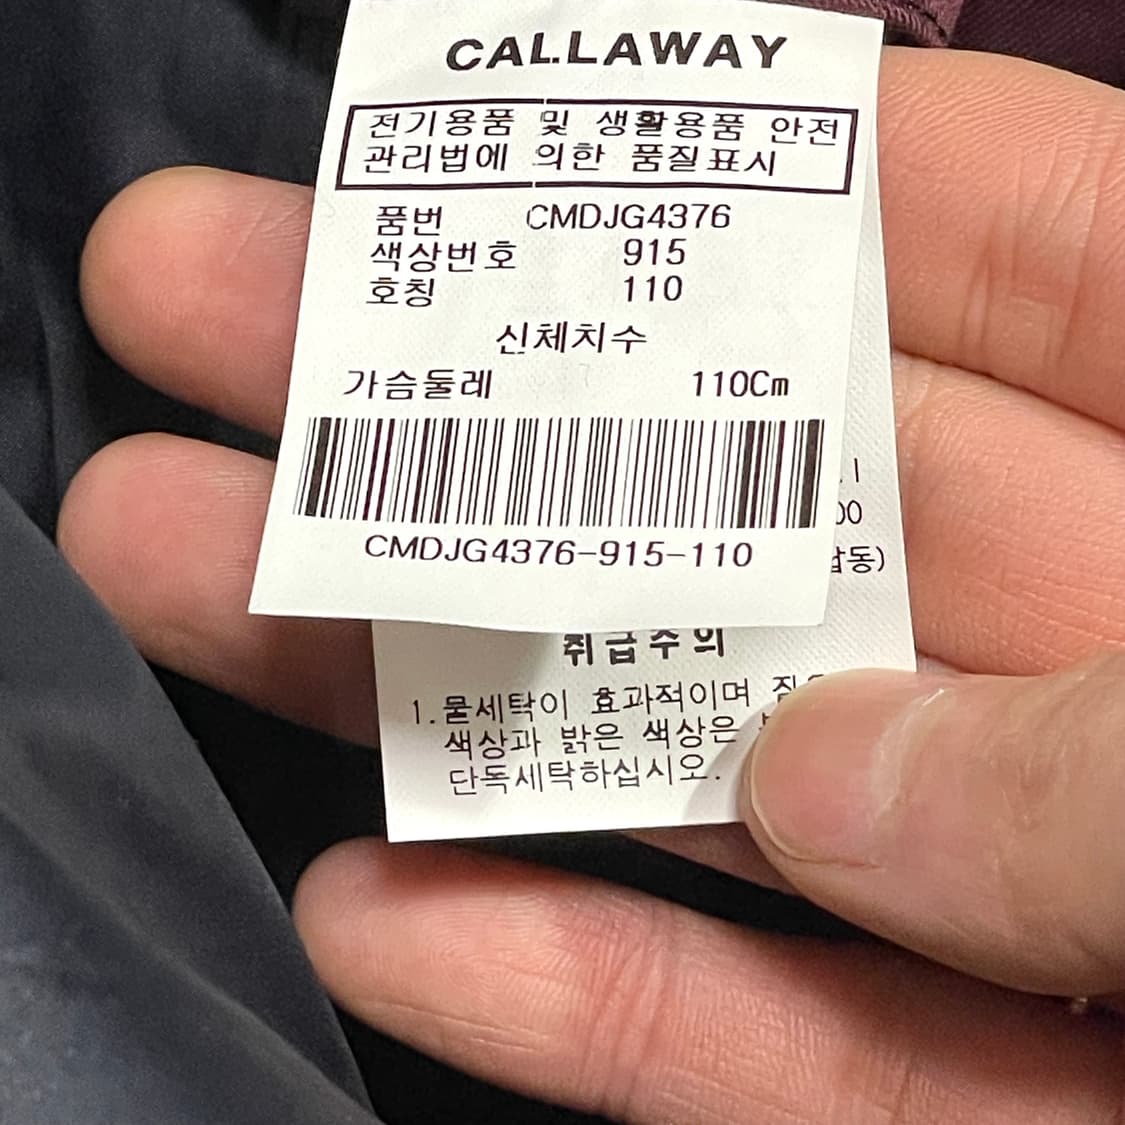 CALLAWAY
전기용품 및 생활용품 안전
관리법에 의한 품질표시
품번 CMDJG4376
색상번호 915
호칭 110
신체치수
가슴둘레 110Cm
CMDJG4376-915-110
취급주의
1.물세탁이 효과적이며
색상과 밝은 색상은
단독세탁하십시오.